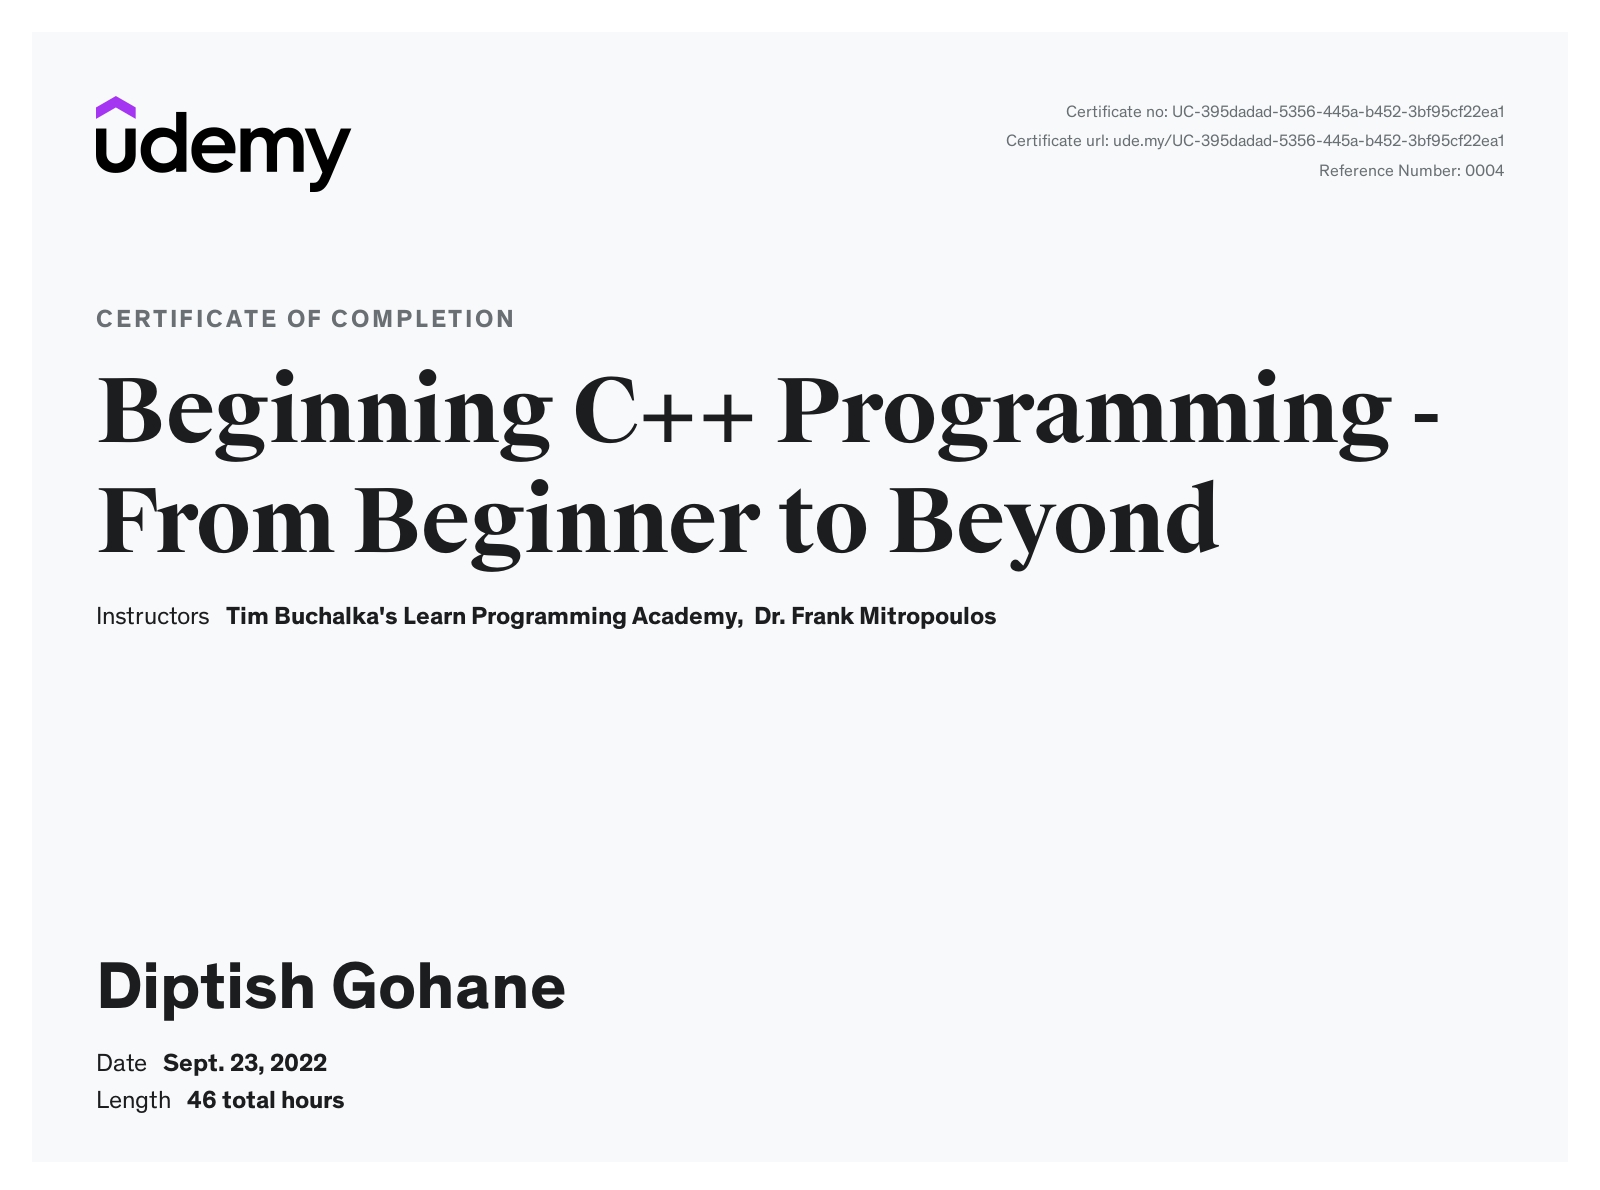 udemy
Certificate no: UC-395dadad-5356-445a-b452-3bf95cf22ea1
Certificate url: ude.my/UC-395dadad-5356-445a-b452-3bf95cf22ea1
Reference Number: 0004
CERTIFICATE OF COMPLETION
Beginning C++ Programming -
From Beginner to Beyond
Instructors Tim Buchalka's Learn Programming Academy, Dr. Frank Mitropoulos
Diptish Gohane
Date Sept. 23, 2022
Length 46 total hours